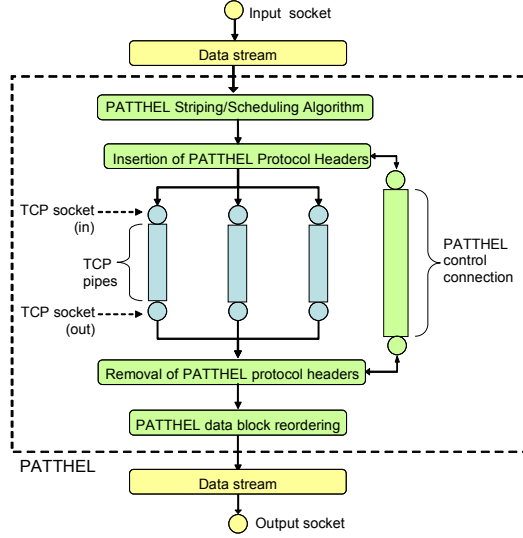 Input socket
Data stream
PATTHEL Striping/Scheduling Algorithm
Insertion of PATTHEL Protocol Headers
TCP socket
(in)
TCP
pipes
TCP socket
(out)
PATTHEL
control
connection
Removal of PATTHEL protocol headers
PATTHEL data block reordering
PATTHEL
Data stream
Output socket